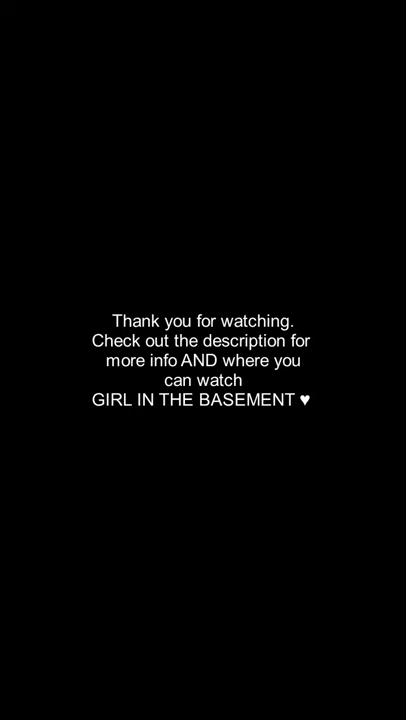 Thank you for watching.
Check out the description for
more info AND where you
can watch
GIRL IN THE BASEMENT ♥